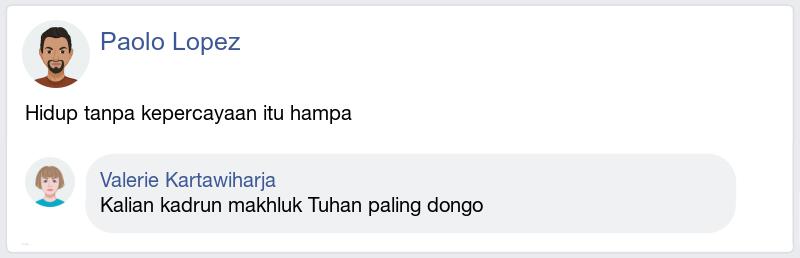 Paolo Lopez
Hidup tanpa kepercayaan itu hampa
Valerie Kartawiharja
Kalian kadrun makhluk Tuhan paling dongo